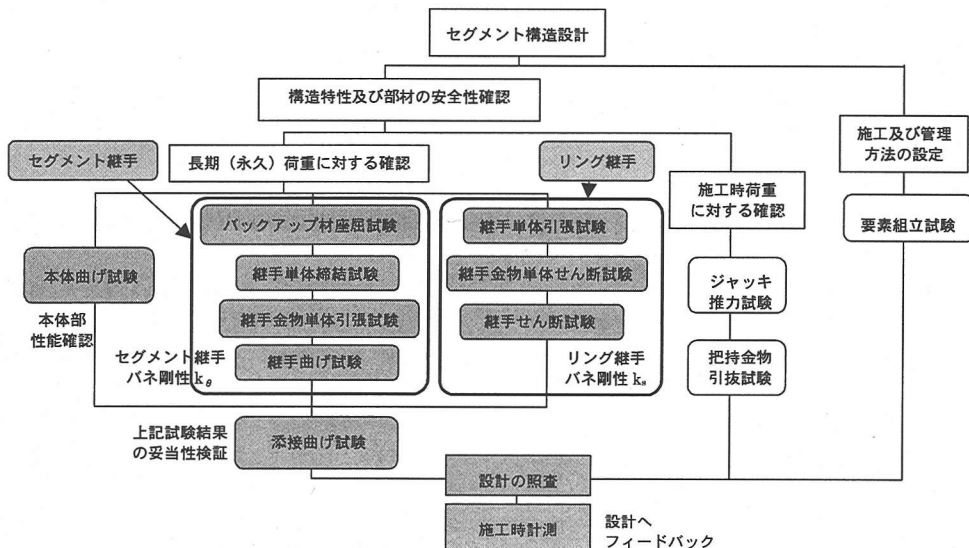 セグメント構造設計
構造特性及び部材の安全性確認
施工及び管理
方法の設定
セグメント継手
長期（永久）荷重に対する確認
リング継手
施工時荷重
に対する確認
バックアップ材座屈試験
継手単体引張試験
要素組立試験
本体曲げ試験
継手単体締結試験
継手金物単体せん断試験
ジャッキ
推力試験
本体部
性能確認
継手金物単体引張試験
継手せん断試験
セグメント継手
バネ剛性 kθ
継手曲げ試験
リング継手
バネ剛性 ks
把持金物
引抜試験
上記試験結果
の妥当性検証
添接曲げ試験
設計の照査
施工時計測
設計へ
フィードバック